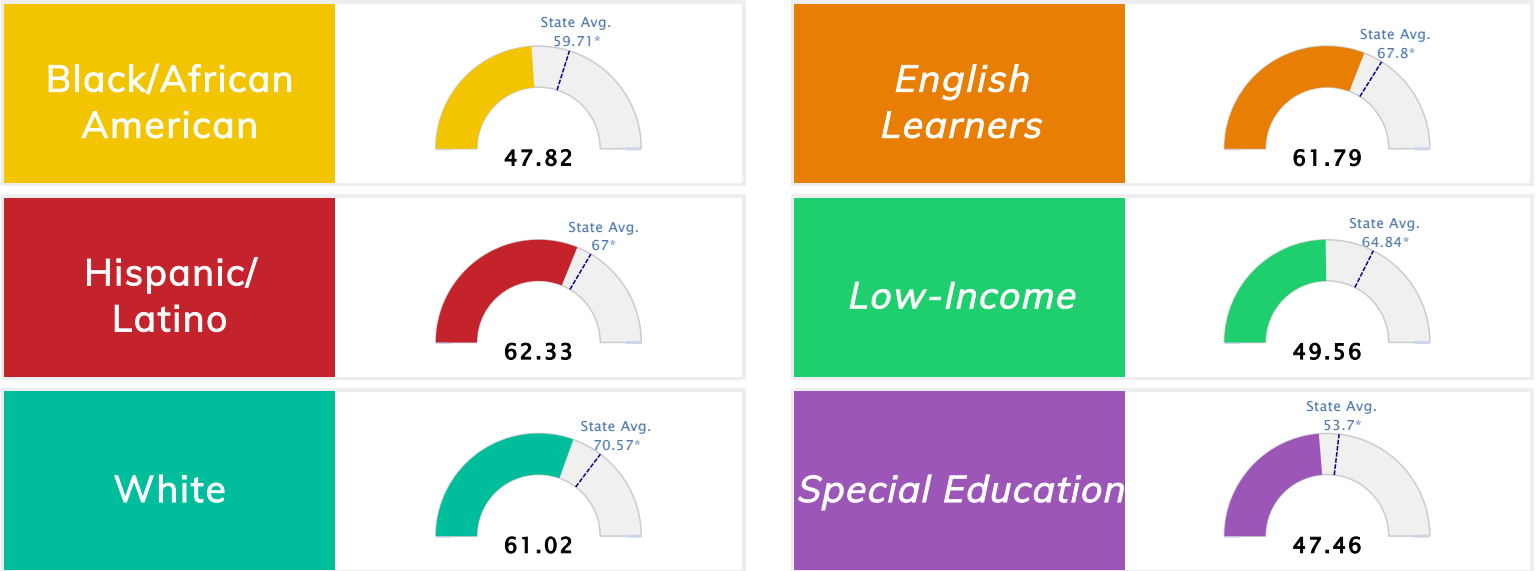 Black/African
American
State Avg.
59.71*
47.82
English
Learners
State Avg.
67.8*
61.79
Hispanic/
Latino
State Avg.
67*
62.33
Low-Income
State Avg.
64.84*
49.56
White
State Avg.
70.57*
61.02
Special Education
State Avg.
53.7*
47.46